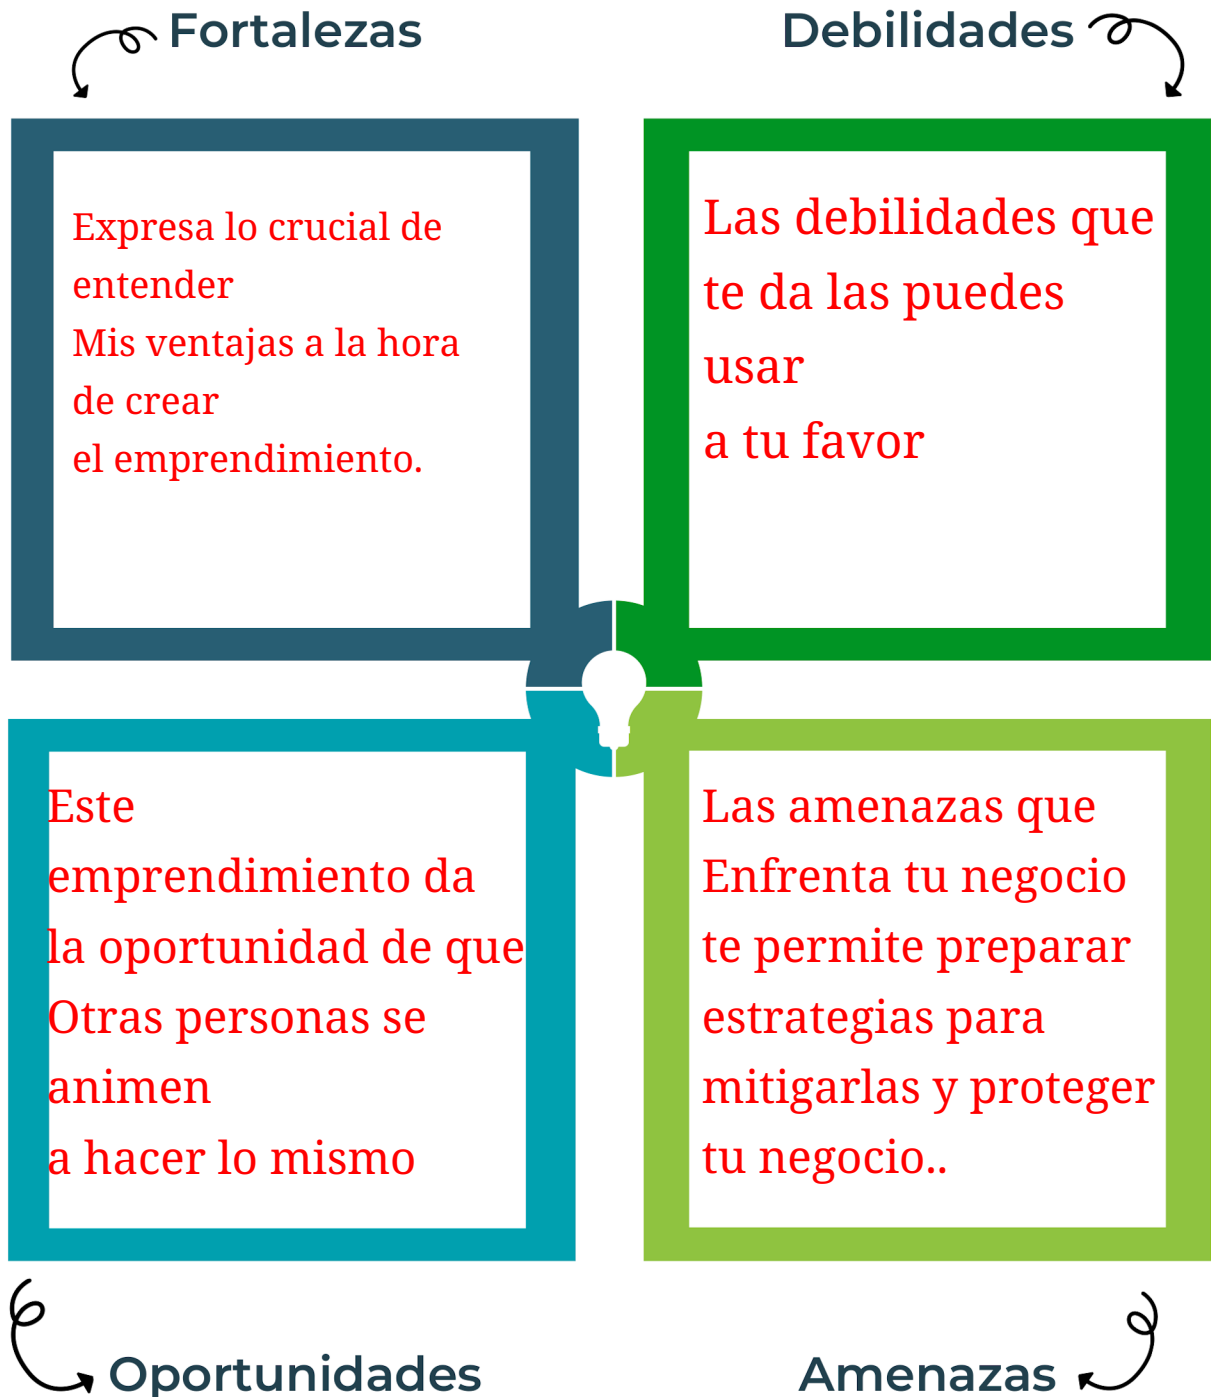 Fortalezas
Debilidades
Expresa lo crucial de
entender
Mis ventajas a la hora
de crear
el emprendimiento.
Las debilidades que
te da las puedes
usar
a tu favor
Este
emprendimiento da
la oportunidad de que
Otras personas se
animen
a hacer lo mismo
Las amenazas que
Enfrenta tu negocio
te permite preparar
estrategias para
mitigarlas y proteger
tu negocio..
Oportunidades
Amenazas